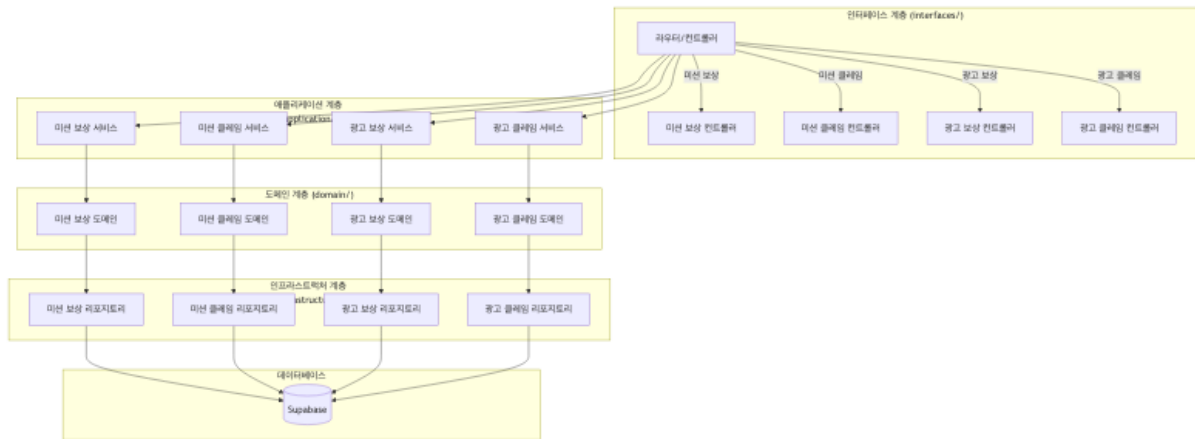 인터페이스 계층 (interfaces/)
라우터/컨트롤러
미션 보상
미션 클레임
광고 보상
광고 클레임
미션 보상 컨트롤러
미션 클레임 컨트롤러
광고 보상 컨트롤러
광고 클레임 컨트롤러
애플리케이션 계층
미션 보상 서비스
미션 클레임 서비스
광고 보상 서비스
광고 클레임 서비스
도메인 계층 (domain/)
미션 보상 도메인
미션 클레임 도메인
광고 보상 도메인
광고 클레임 도메인
인프라스트럭처 계층
미션 보상 리포지토리
미션 클레임 리포지토리
광고 보상 리포지토리
광고 클레임 리포지토리
데이터베이스
Supabase